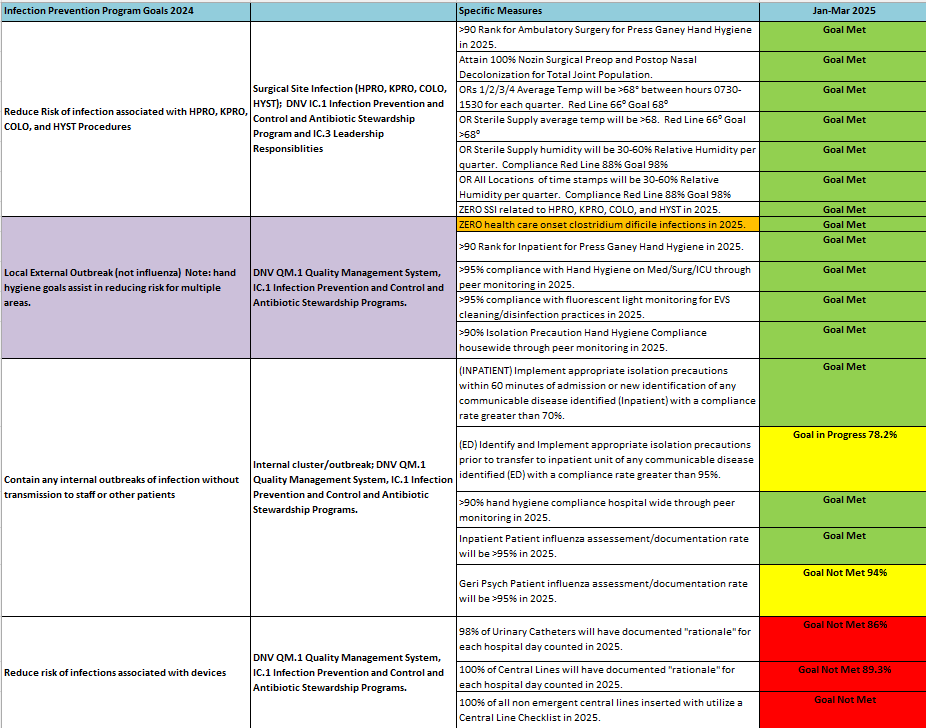 Infection Prevention Program Goals 2024
Specific Measures
Jan-Mar 2025
Reduce Risk of infection associated with HPRO, KPRO,
COLO, and HYST Procedures
Surgical Site Infection (HPRO, KPRO, COLO,
HYST); DNV IC.1 Infection Prevention and
Control and Antibiotic Stewardship
Program and IC.3 Leadership
Responsiblities
>90 Rank for Ambulatory Surgery for Press Ganey Hand Hygiene
in 2025.
Goal Met
Attain 100% Nozin Surgical Preop and Postop Nasal
Decolonization for Total Joint Population.
Goal Met
ORs 1/2/3/4 Average Temp will be >68° between hours 0730-
1530 for each quarter. Red Line 66º Goal 68º
Goal Met
OR Sterile Supply average temp will be >68. Red Line 66º Goal
>68º
Goal Met
OR Sterile Supply humidity will be 30-60% Relative Humidity per
quarter. Compliance Red Line 88% Goal 98%
Goal Met
OR All Locations of time stamps will be 30-60% Relative
Humidity per quarter. Compliance Red Line 88% Goal 98%
Goal Met
ZERO SSI related to HPRO, KPRO, COLO, and HYST in 2025.
Goal Met
Local External Outbreak (not influenza) Note: hand
hygiene goals assist in reducing risk for multiple
areas.
DNV QM.1 Quality Management System,
IC.1 Infection Prevention and Control and
Antibiotic Stewardship Programs.
ZERO health care onset clostridium dificile infections in 2025.
Goal Met
>90 Rank for Inpatient for Press Ganey Hand Hygiene in 2025.
Goal Met
>95% compliance with Hand Hygiene on Med/Surg/ICU through
peer monitoring in 2025.
Goal Met
>95% compliance with fluorescent light monitoring for EVS
cleaning/disinfection practices in 2025.
Goal Met
>90% Isolation Precaution Hand Hygiene Compliance
housewide through peer monitoring in 2025.
Goal Met
Contain any internal outbreaks of infection without
transmission to staff or other patients
Internal cluster/outbreak; DNV QM.1
Quality Management System, IC.1 Infection
Prevention and Control and Antibiotic
Stewardship Programs.
(INPATIENT) Implement appropriate isolation precautions
within 60 minutes of admission or new identification of any
communicable disease identified (Inpatient) with a compliance
rate greater than 70%.
Goal Met
(ED) Identify and Implement appropriate isolation precautions
prior to transfer to inpatient unit of any communicable disease
identified (ED) with a compliance rate greater than 95%.
Goal in Progress 78.2%
>90% hand hygiene compliance hospital wide through peer
monitoring in 2025.
Goal Met
Inpatient Patient influenza assessement/documentation rate
will be >95% in 2025.
Goal Met
Geri Psych Patient influenza assessment/documentation rate
will be >95% in 2025.
Goal Not Met 94%
Reduce risk of infections associated with devices
DNV QM.1 Quality Management System,
IC.1 Infection Prevention and Control and
Antibiotic Stewardship Programs.
98% of Urinary Catheters will have documented "rationale" for
each hospital day counted in 2025.
Goal Not Met 86%
100% of Central Lines will have documented "rationale" for
each hospital day counted in 2025.
Goal Not Met 89.3%
100% of all non emergent central lines inserted with utilize a
Central Line Checklist in 2025.
Goal Not Met